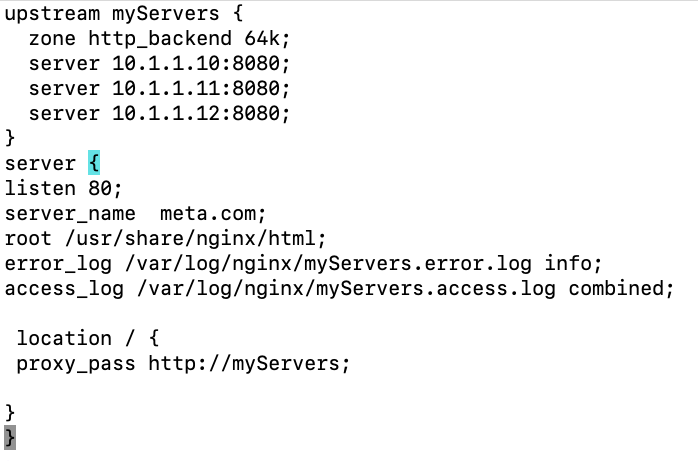 upstream myServers {
  zone http_backend 64k;
  server 10.1.1.10:8080;
  server 10.1.1.11:8080;
  server 10.1.1.12:8080;
}
server {
listen 80;
server_name  meta.com;
root /usr/share/nginx/html;
error_log /var/log/nginx/myServers.error.log info;
access_log /var/log/nginx/myServers.access.log combined;

 location / {
 proxy_pass http://myServers;

}
}